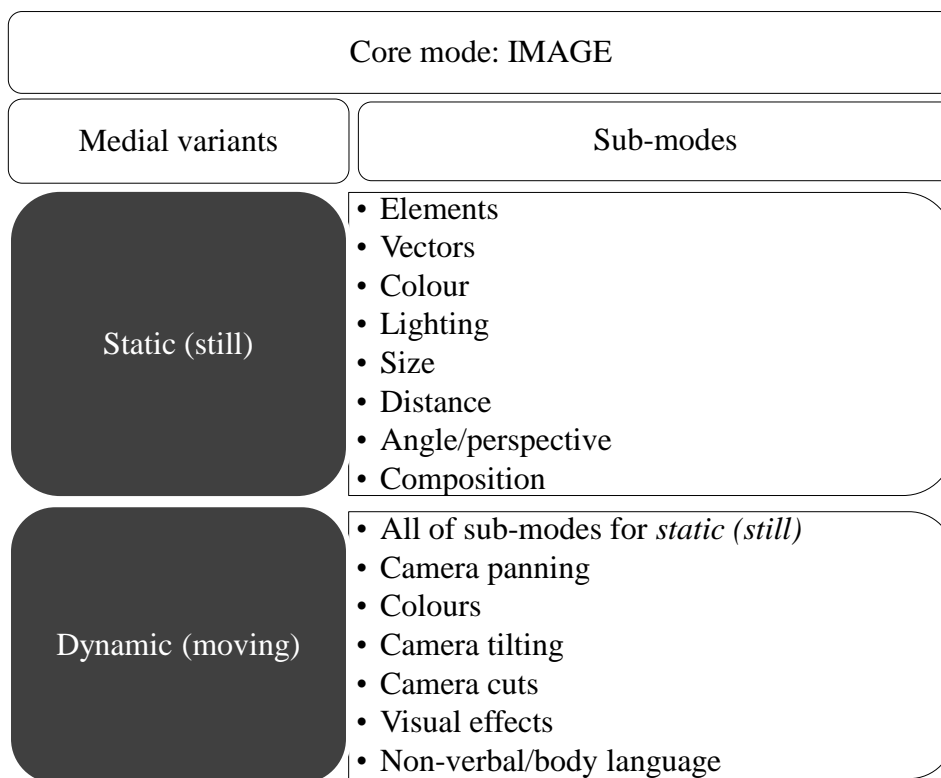 Core mode: IMAGE
Medial variants
Sub-modes
Static (still)
• Elements
• Vectors
• Colour
• Lighting
• Size
• Distance
• Angle/perspective
• Composition
Dynamic (moving)
• All of sub-modes for static (still)
• Camera panning
• Colours
• Camera tilting
• Camera cuts
• Visual effects
• Non-verbal/body language